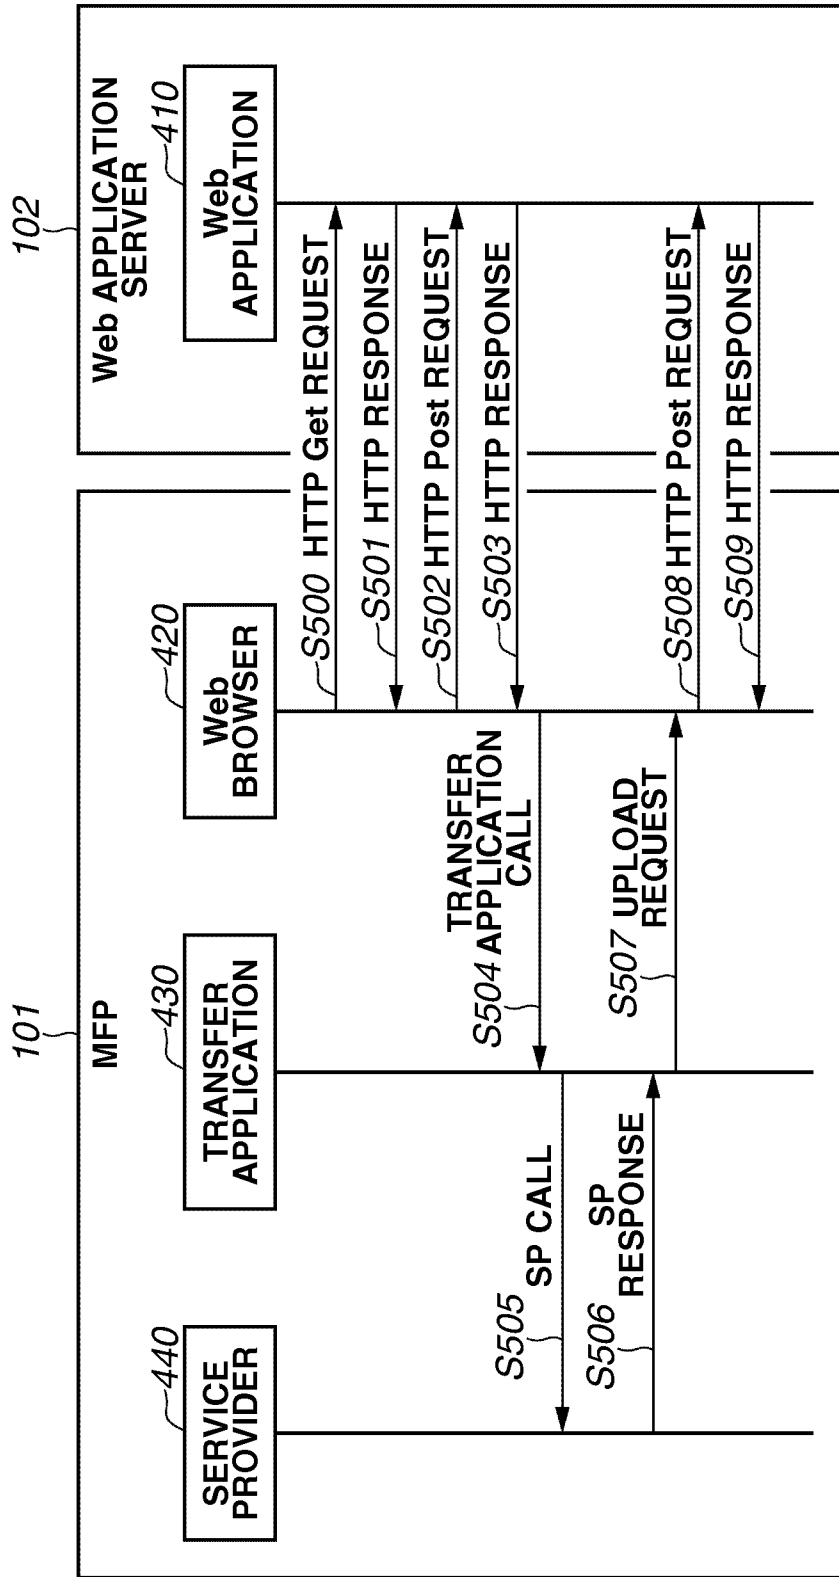 101
MFP
102
Web APPLICATION
SERVER
440
SERVICE
PROVIDER
430
TRANSFER
APPLICATION
420
Web
BROWSER
410
Web
APPLICATION
S500 HTTP Get REQUEST
S501 HTTP RESPONSE
S502 HTTP Post REQUEST
S503 HTTP RESPONSE
TRANSFER
S504 APPLICATION
CALL
S505 SP CALL
S506 SP
RESPONSE
S507 UPLOAD
REQUEST
S508 HTTP Post REQUEST
S509 HTTP RESPONSE